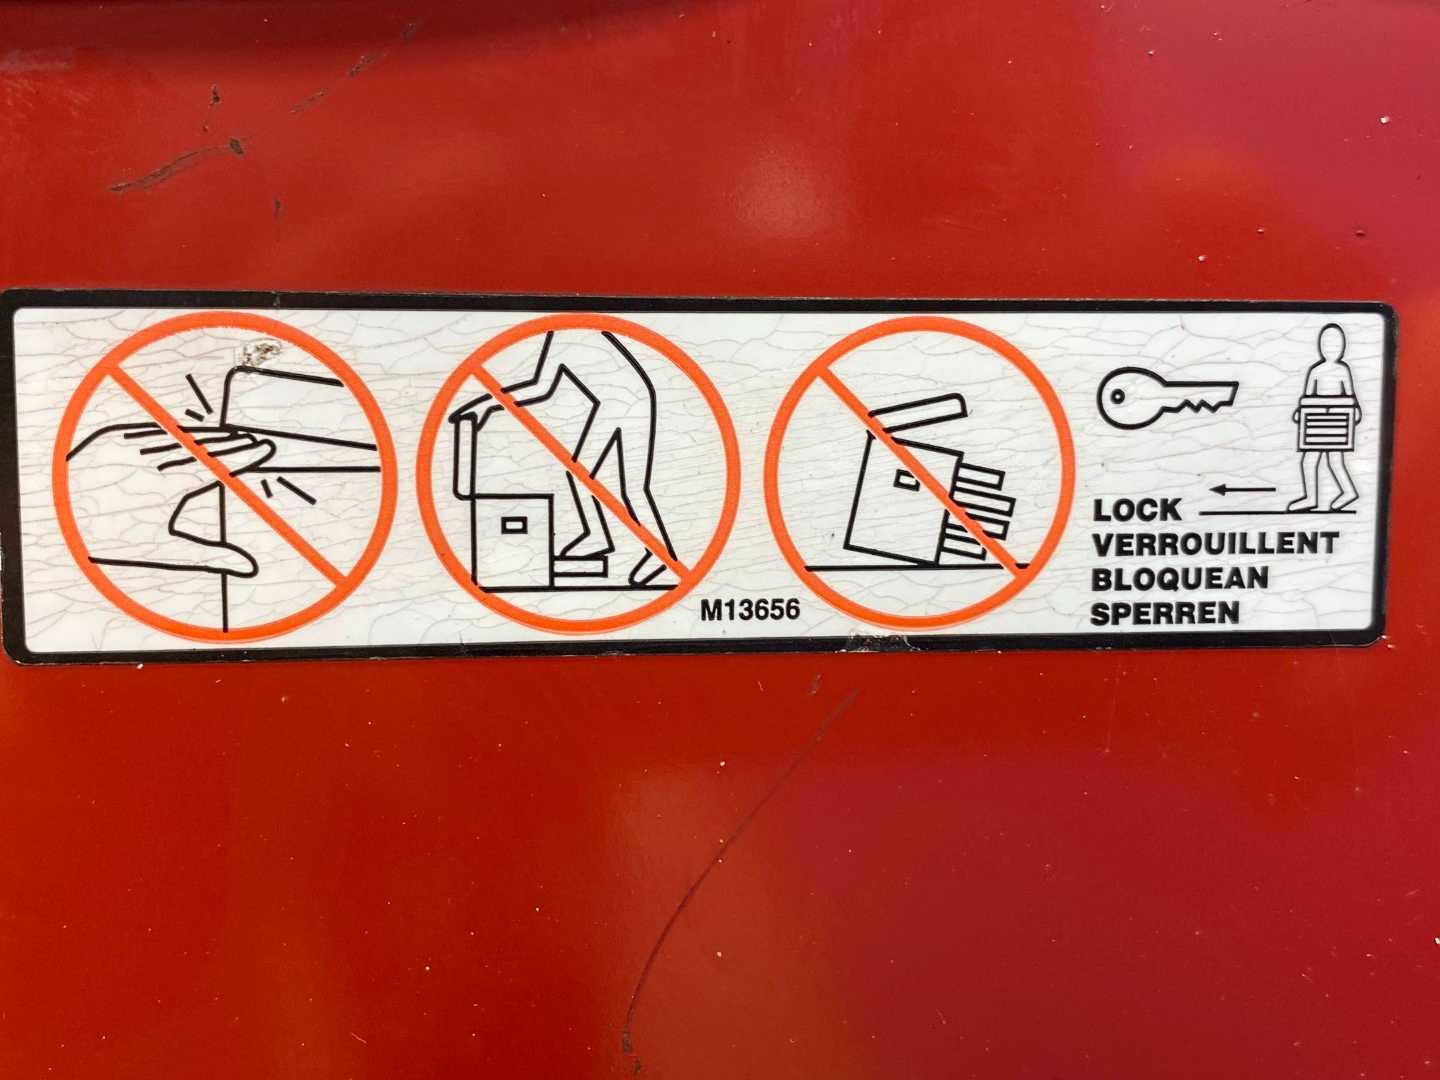 M13656
LOCK
VERROUILLENT
BLOQUEAN
SPERREN